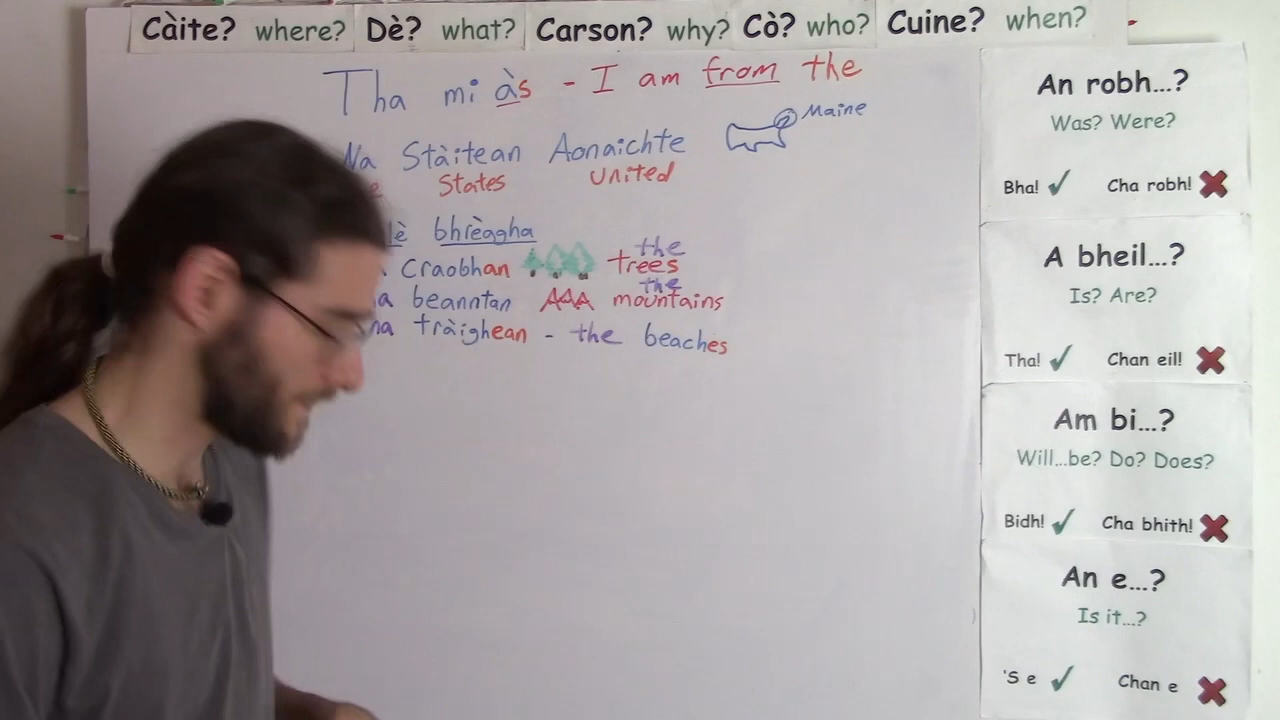 Càite? where? Dè? what? Carson? why? Cò? who? Cuine? when?
Tha mi às - I am from the
Na Stàitean Aonaichte
States United
Maine
bhrèagha
craobhan the trees
beanntan the mountains
na tràighean - the beaches
An robh...?
Was? Were?
Bha! ✓ Cha robh! ✗
A bheil...?
Is? Are?
Tha! ✓ Chan eil! ✗
Am bi...?
Will...be? Do? Does?
Bidh! ✓ Cha bhith! ✗
An e...?
Is it...?
'S e ✓ Chan e ✗